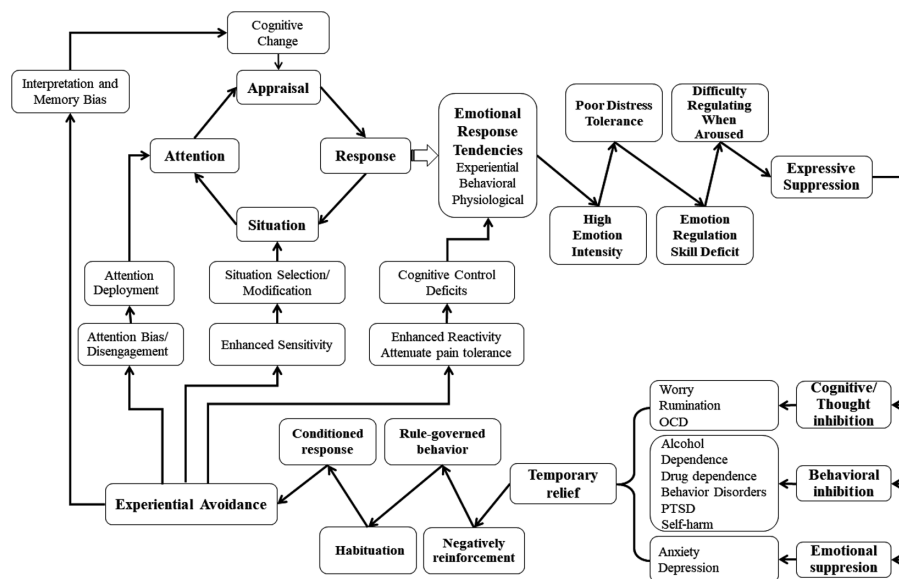 Cognitive
Change
Interpretation and
Memory Bias
Appraisal
Attention
Response
Situation
Emotional
Response
Tendencies
Experiential
Behavioral
Physiological
Poor Distress
Tolerance
Difficulty
Regulating
When
Aroused
Expressive
Suppression
High
Emotion
Intensity
Emotion
Regulation
Skill Deficit
Attention
Deployment
Situation Selection/
Modification
Cognitive Control
Deficits
Attention Bias/
Disengagement
Enhanced Sensitivity
Enhanced Reactivity
Attenuate pain tolerance
Worry
Rumination
OCD
Cognitive/
Thought
inhibition
Conditioned
response
Rule-governed
behavior
Temporary
relief
Alcohol
Dependence
Drug dependence
Behavior Disorders
PTSD
Self-harm
Behavioral
inhibition
Experiential Avoidance
Habituation
Negatively
reinforcement
Anxiety
Depression
Emotional
suppresion